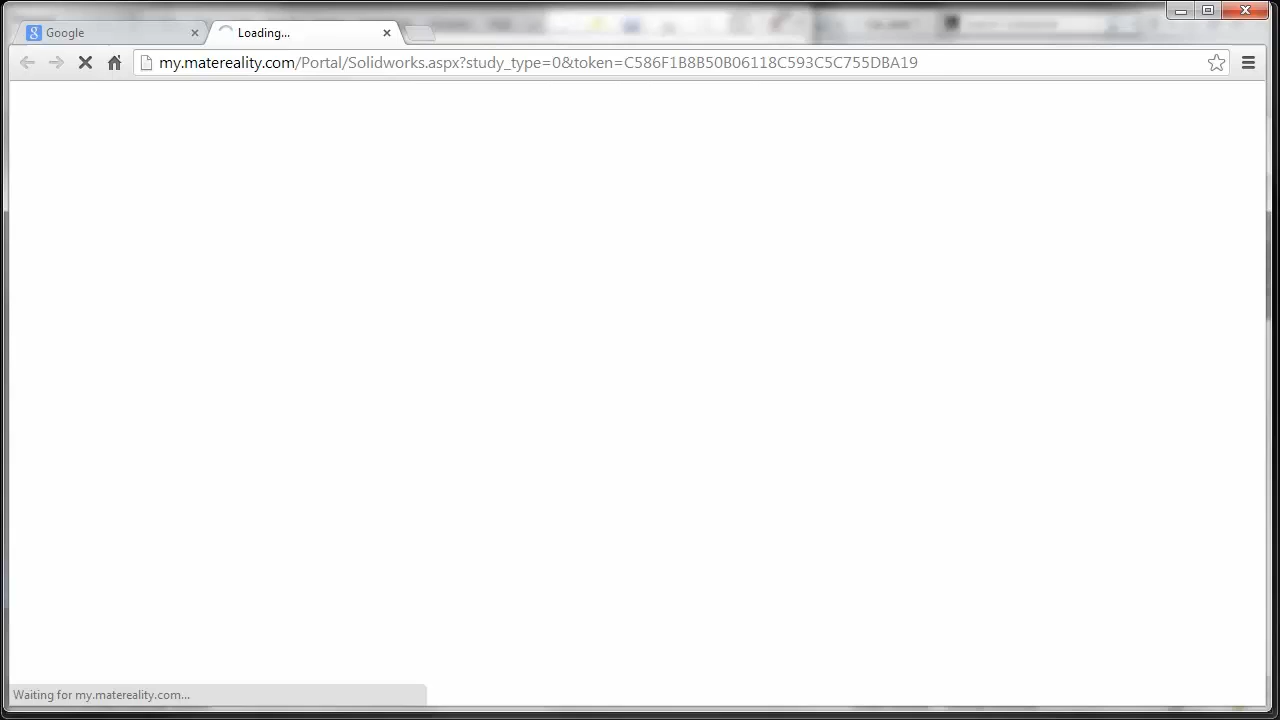 Google
Loading...
my.matereality.com/Portal/Solidworks.aspx?study_type=0&token=C586F1B8B50B06118C593C5C755DBA19
Waiting for my.matereality.com...